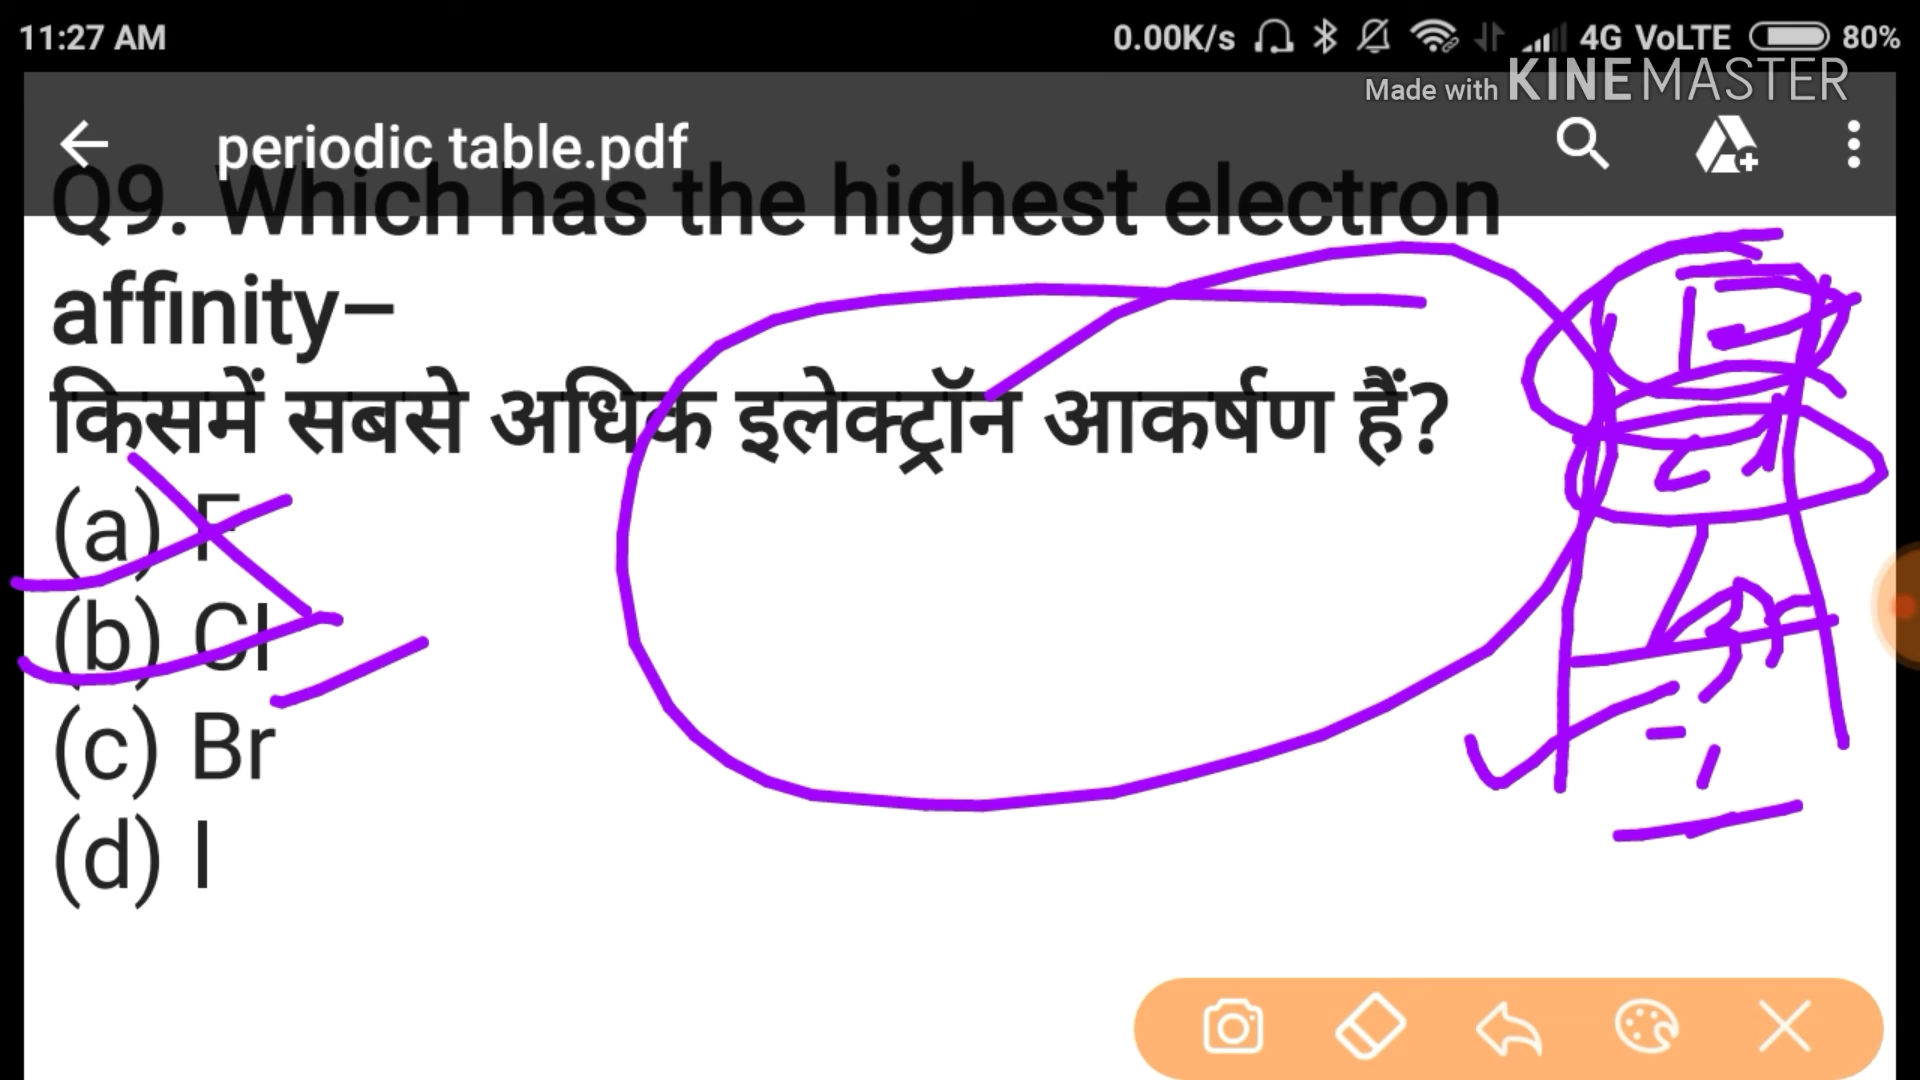 11:27 AM 0.00K/s 4G VoLTE 80%
Made with KINEMASTER
periodic table.pdf
Q9. Which has the highest electron
affinity–
किसमें सबसे अधिक इलेक्ट्रॉन आकर्षण हैं?
(a) F
(b) Cl
(c) Br
(d) I